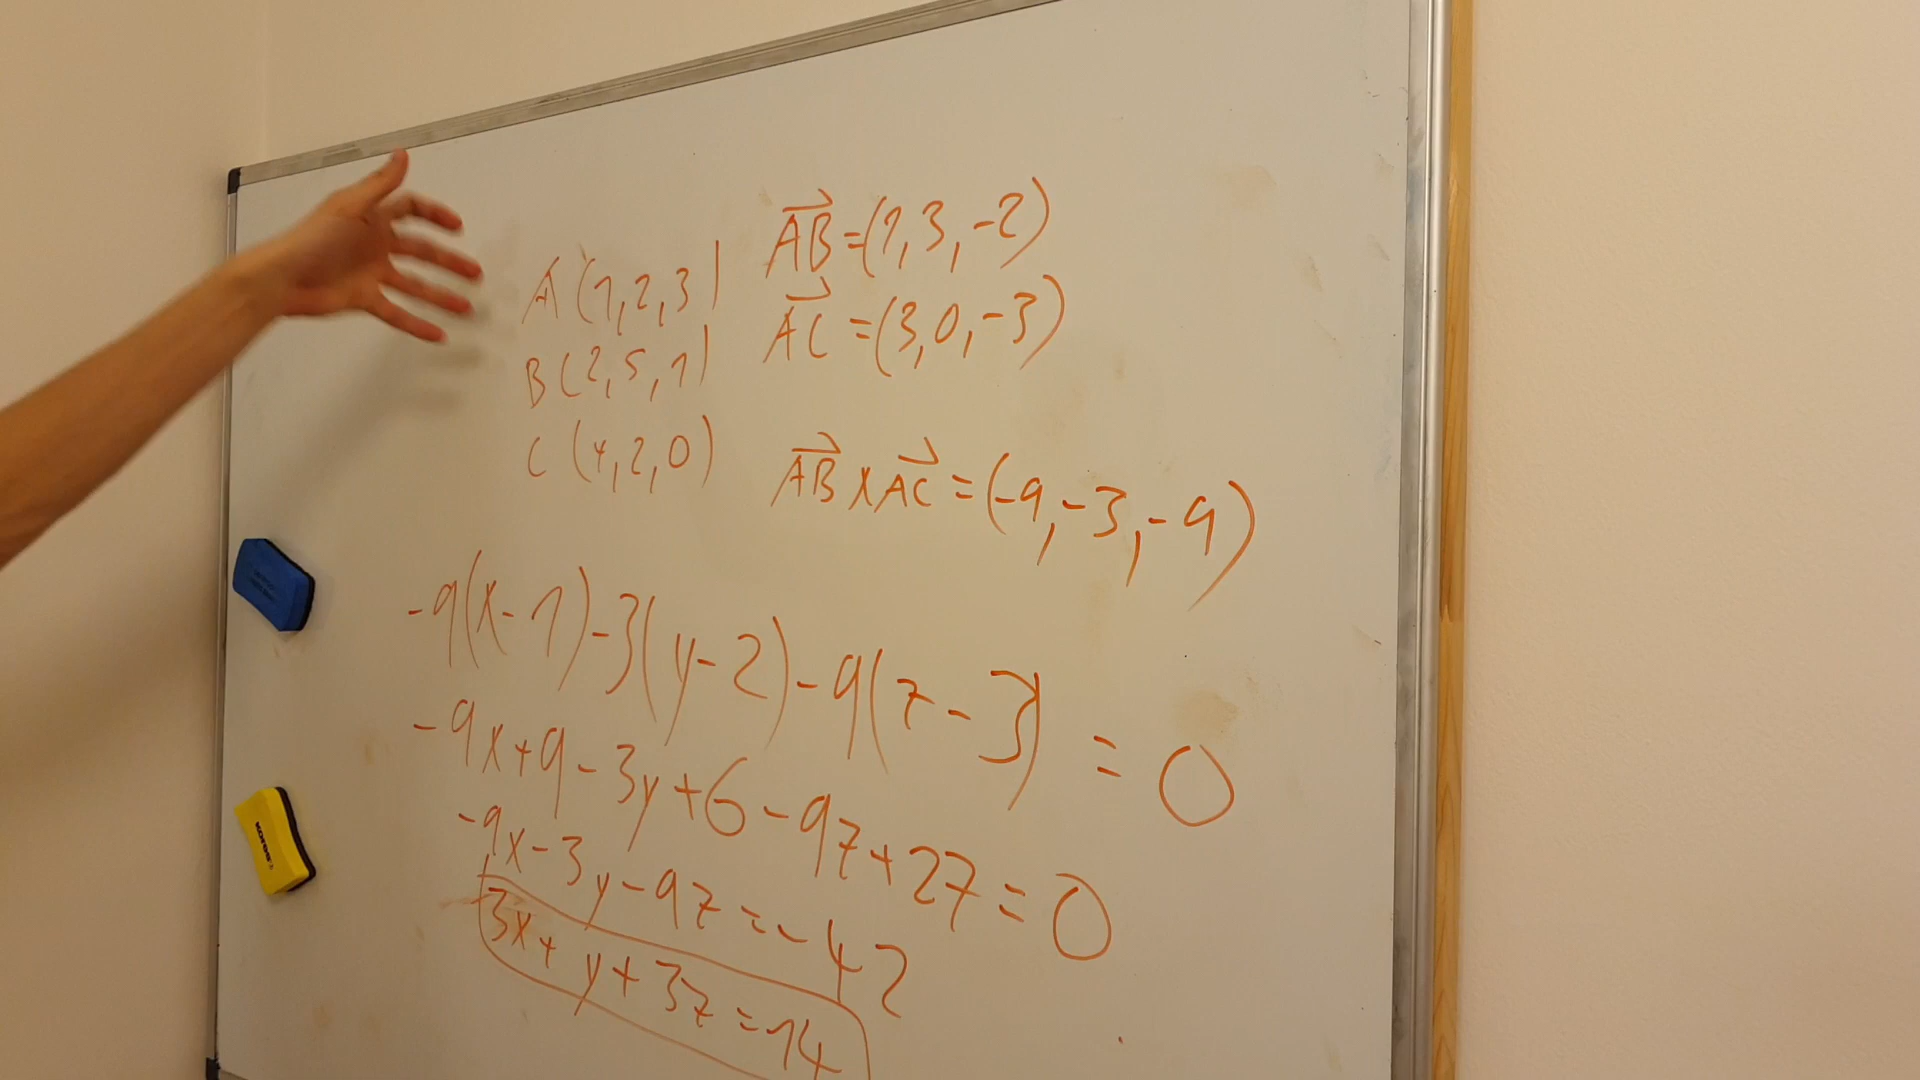 A(1,2,3)
B(2,5,1)
C(4,2,0)
AB=(1,3,-2)
AC=(3,0,-3)
AB×AC=(-9,-3,-9)
-9(x-1)-3(y-2)-9(z-3)=0
-9x+9-3y+6-9z+27=0
-9x-3y-9z=-42
3x+y+3z=14